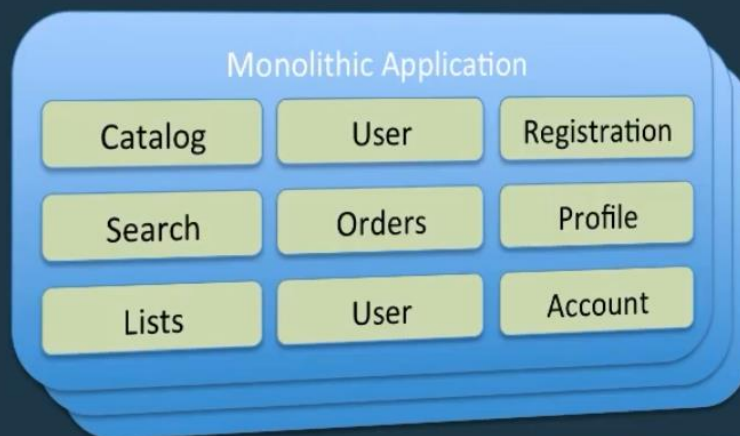 Monolithic Application
Catalog User Registration
Search Orders Profile
Lists User Account